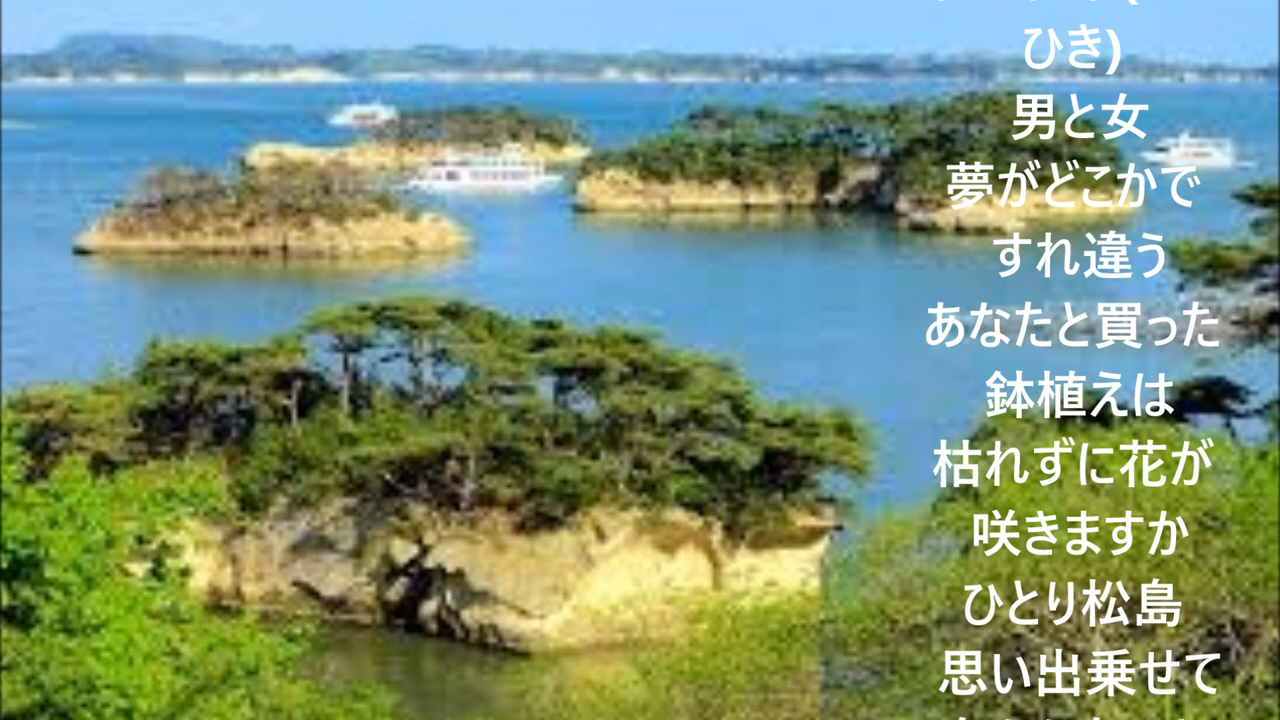 ひき)
男と女
夢がどこかで
すれ違う
あなたと買った
鉢植えは
枯れずに花が
咲きますか
ひとり松島
思い出乗せて